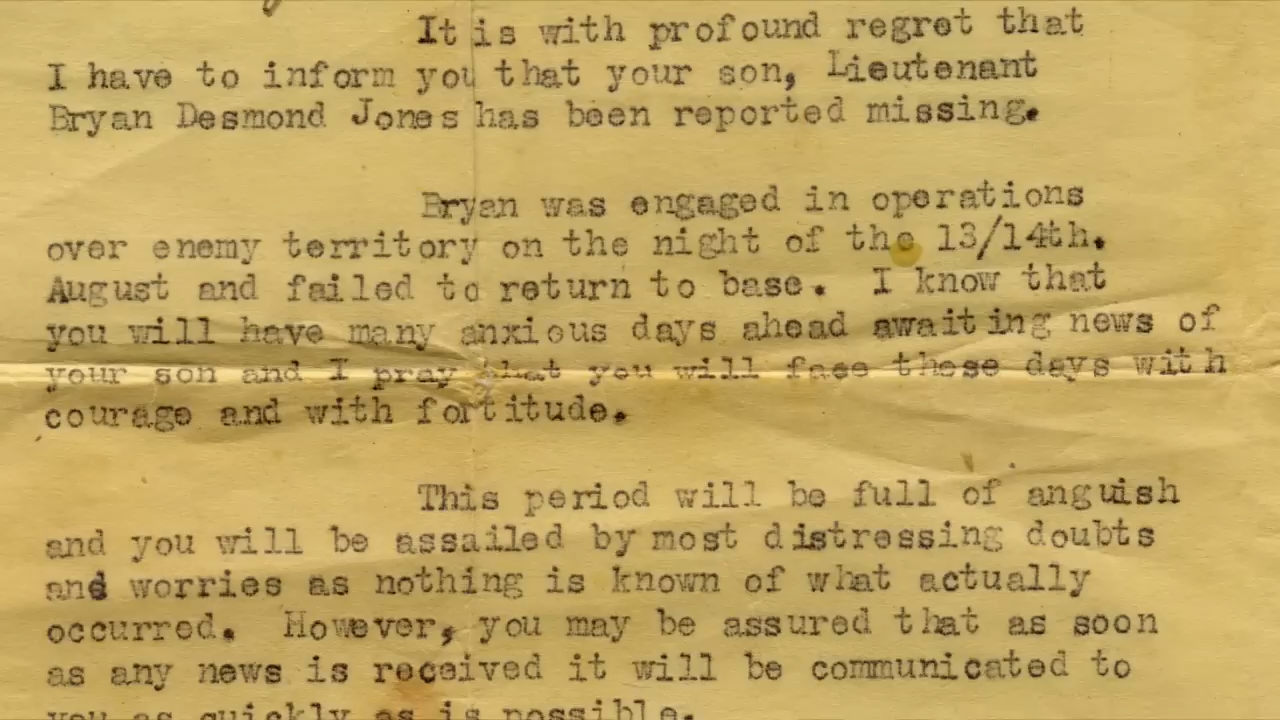 It is with profound regret that
I have to inform you that your son, Lieutenant
Bryan Desmond Jones has been reported missing.
Bryan was engaged in operations
over enemy territory on the night of the 13/14th.
August and failed to return to base. I know that
you will have many anxious days ahead awaiting news of
your son and I pray that you will face these days with
courage and with fortitude.
This period will be full of anguish
and you will be assailed by most distressing doubts
and worries as nothing is known of what actually
occurred. However, you may be assured that as soon
as any news is received it will be communicated to
you as quickly as is possible.